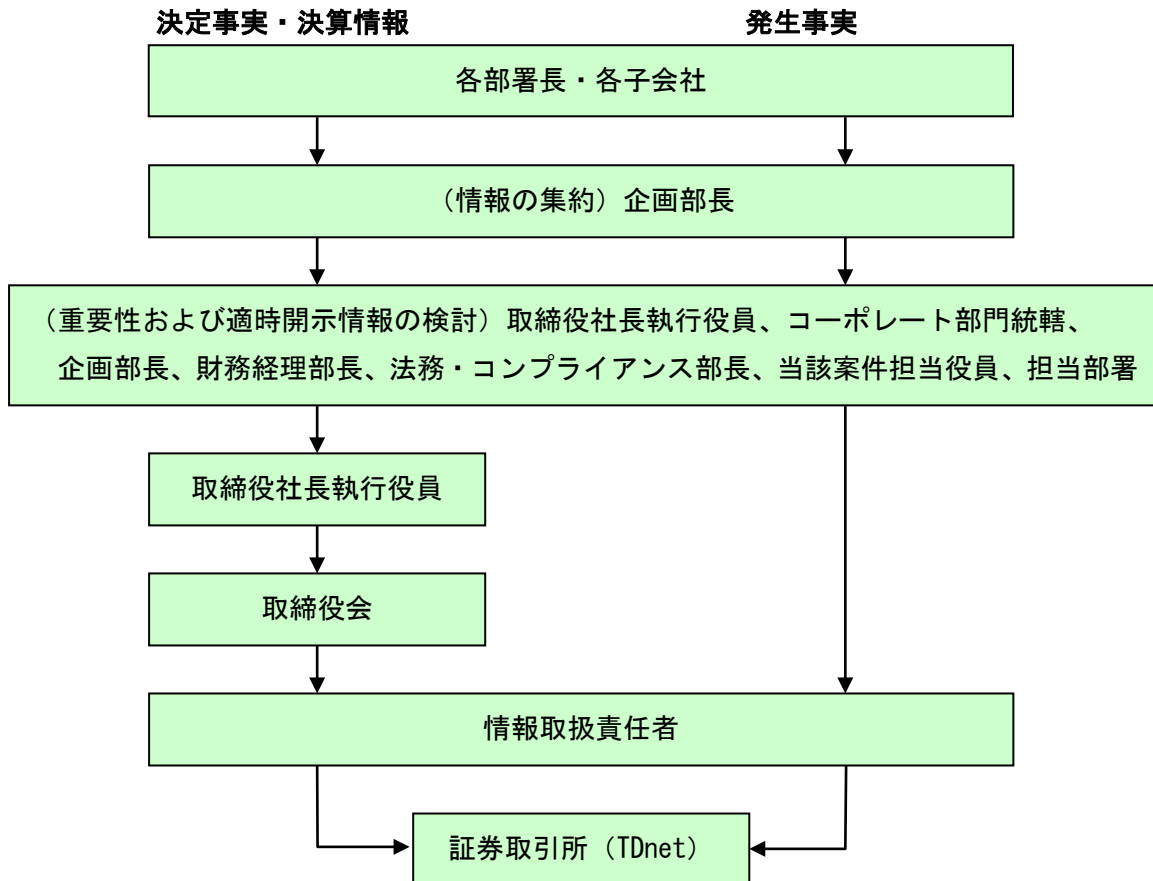 決定事実・決算情報
発生事実
各部署長・各子会社
（情報の集約）企画部長
（重要性および適時開示情報の検討）取締役社長執行役員、コーポレート部門統轄、
企画部長、財務経理部長、法務・コンプライアンス部長、当該案件担当役員、担当部署
取締役社長執行役員
取締役会
情報取扱責任者
証券取引所（TDnet）